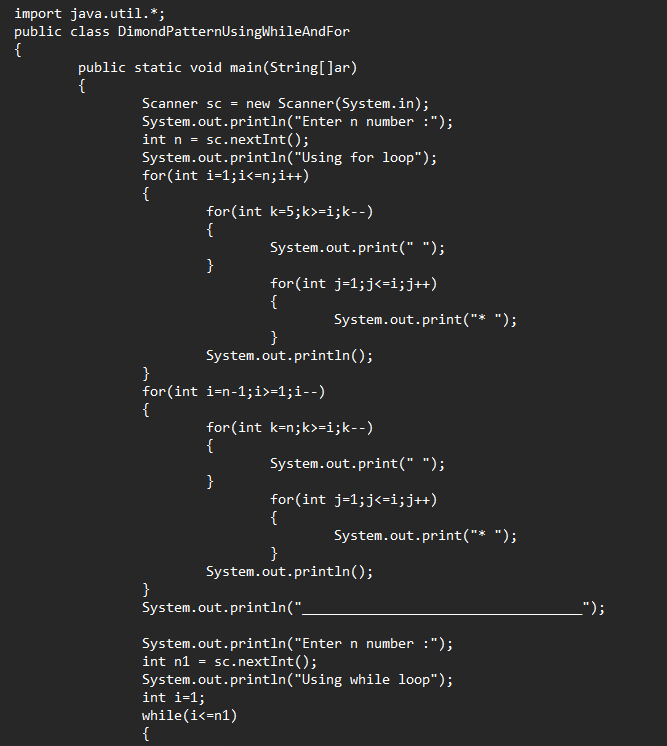 import java.util.*;
public class DimondPatternUsingWhileAndFor
{
        public static void main(String[]ar)
        {
                Scanner sc = new Scanner(System.in);
                System.out.println("Enter n number :");
                int n = sc.nextInt();
                System.out.println("Using for loop");
                for(int i=1;i<=n;i++)
                {
                        for(int k=5;k>=i;k--)
                        {
                                System.out.print(" ");
                        }
                                for(int j=1;j<=i;j++)
                                {
                                        System.out.print("* ");
                                }
                        System.out.println();
                }
                for(int i=n-1;i>=1;i--)
                {
                        for(int k=n;k>=i;k--)
                        {
                                System.out.print(" ");
                        }
                                for(int j=1;j<=i;j++)
                                {
                                        System.out.print("* ");
                                }
                        System.out.println();
                }
                System.out.println("___________________________________");

                System.out.println("Enter n number :");
                int n1 = sc.nextInt();
                System.out.println("Using while loop");
                int i=1;
                while(i<=n1)
                {